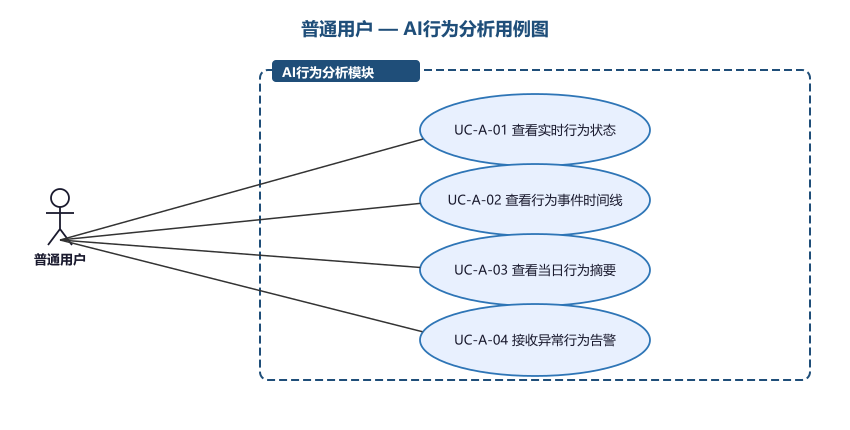 普通用户 — AI行为分析用例图
AI行为分析模块
UC-A-01 查看实时行为状态
UC-A-02 查看行为事件时间线
UC-A-03 查看当日行为摘要
UC-A-04 接收异常行为告警
普通用户